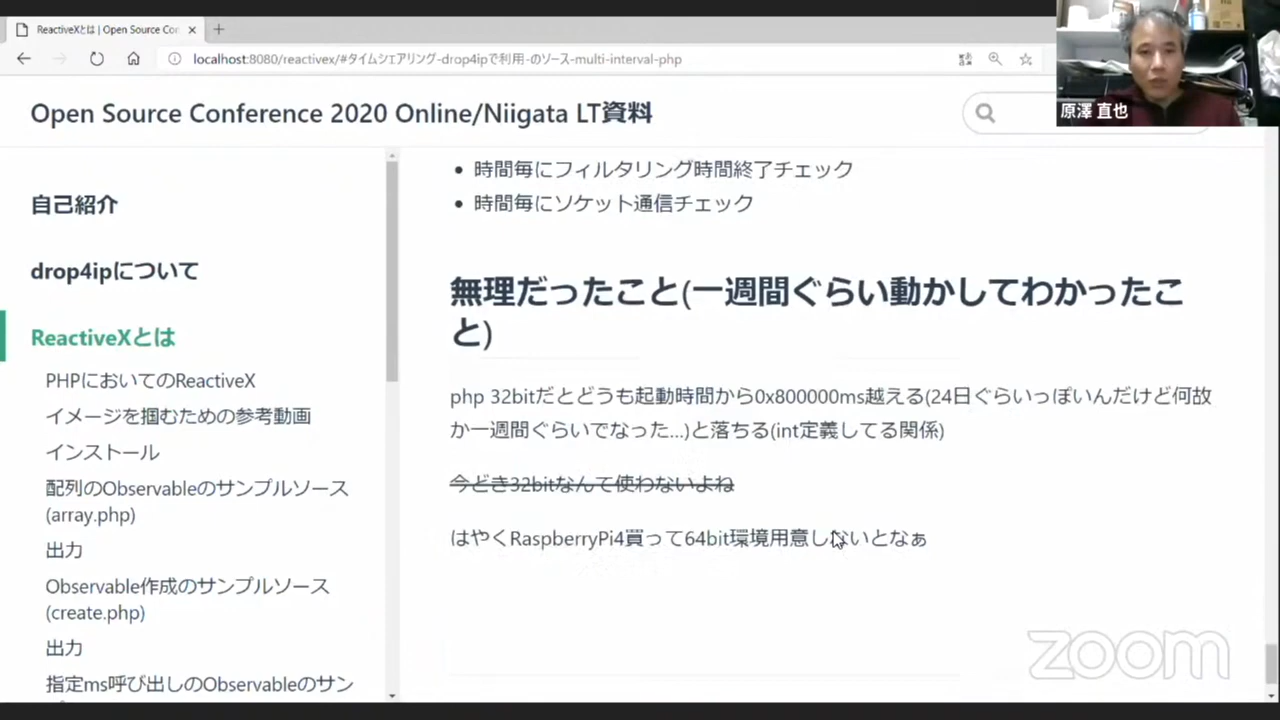 ReactiveXとは | Open Source Con
localhost:8080/reactivex/#タイムシェアリング-drop4ipで利用-のソース-multi-interval-php
原澤 直也
Open Source Conference 2020 Online/Niigata LT資料
自己紹介
drop4ipについて
ReactiveXとは
PHPにおいてのReactiveX
イメージを掴むための参考動画
インストール
配列のObservableのサンプルソース
(array.php)
出力
Observable作成のサンプルソース
(create.php)
出力
指定ms呼び出しのObservableのサン
時間毎にフィルタリング時間終了チェック
時間毎にソケット通信チェック
無理だったこと(一週間ぐらい動かしてわかったこ
と)
php 32bitだとどうも起動時間から0x800000ms越える(24日ぐらいっぽいんだけど何故
か一週間ぐらいでなった...)と落ちる(int定義してる関係)
今どき32bitなんて使わないよね
はやくRaspberryPi4買って64bit環境用意しないとなぁ
zoom